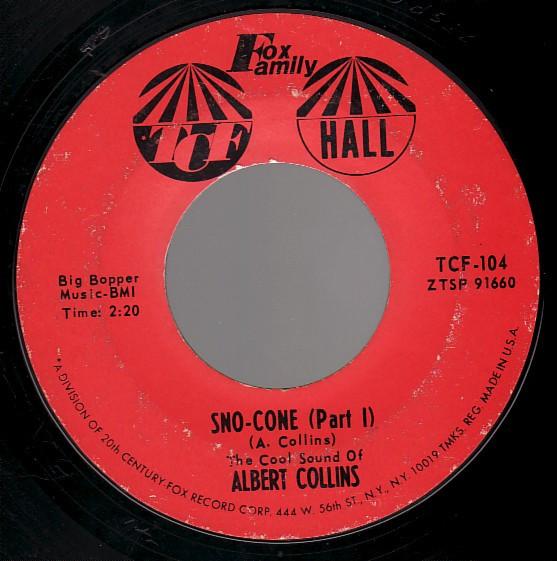 Fox
Family
TCF
HALL
TCF-104
ZTSP 91660
Big Bopper
Music-BMI
Time: 2:20
SNO-CONE (Part I)
(A. Collins)
The Cool Sound Of
ALBERT COLLINS
*A DIVISION OF 20th CENTURY-FOX RECORD CORP. 444 W. 56th ST., N.Y., N.Y. 10019 TMKS. REG. MADE IN U.S.A.